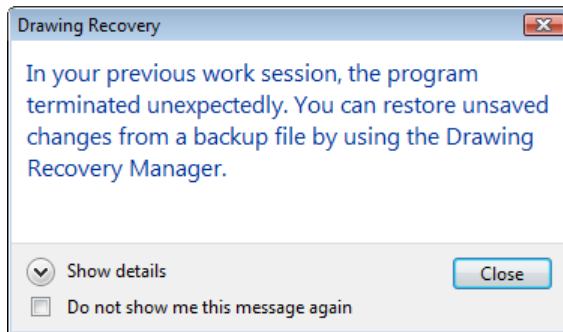 Drawing Recovery
In your previous work session, the program
terminated unexpectedly. You can restore unsaved
changes from a backup file by using the Drawing
Recovery Manager.
Show details
Close
Do not show me this message again